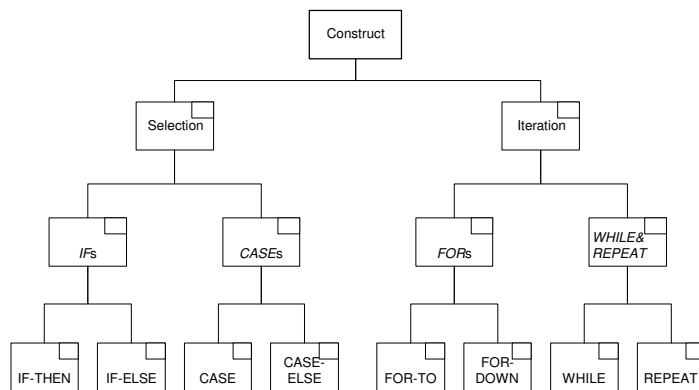 Construct
Selection
Iteration
IFs
CASEs
FORs
WHILE&
REPEAT
IF-THEN
IF-ELSE
CASE
CASE-
ELSE
FOR-TO
FOR-
DOWN
WHILE
REPEAT